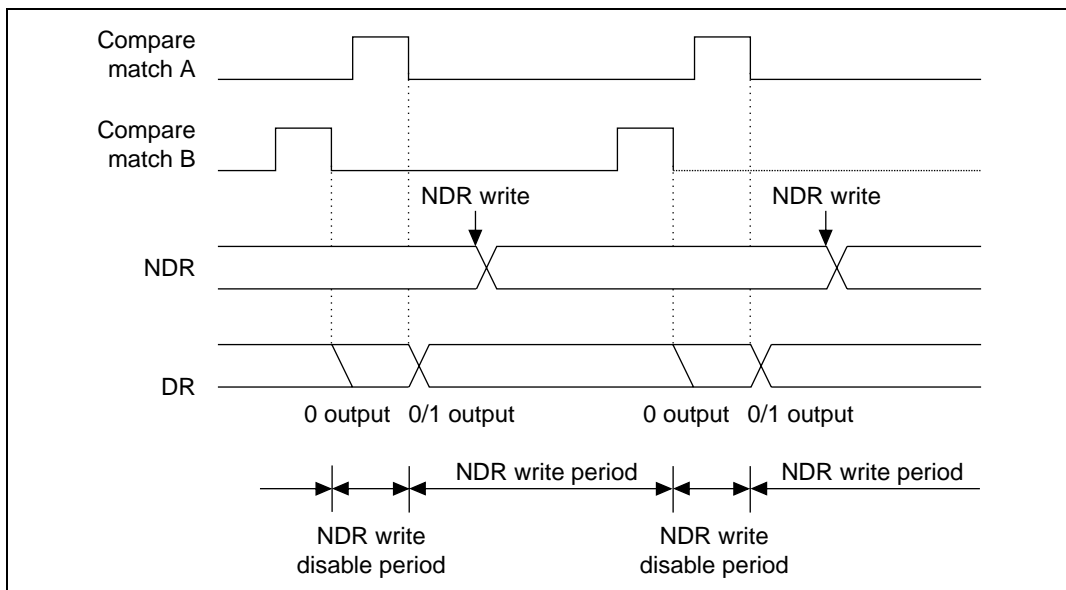 Compare
match A
Compare
match B
NDR write
NDR write
NDR
DR
0 output
0/1 output
0 output
0/1 output
NDR write period
NDR write period
NDR write
disable period
NDR write
disable period